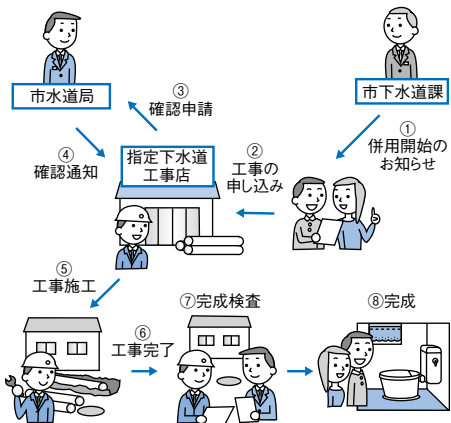 市水道局
市下水道課
①
併用開始の
お知らせ
②
工事の
申し込み
③
確認申請
④
確認通知
指定下水道
工事店
⑤
工事施工
⑥
工事完了
⑦完成検査
⑧完成